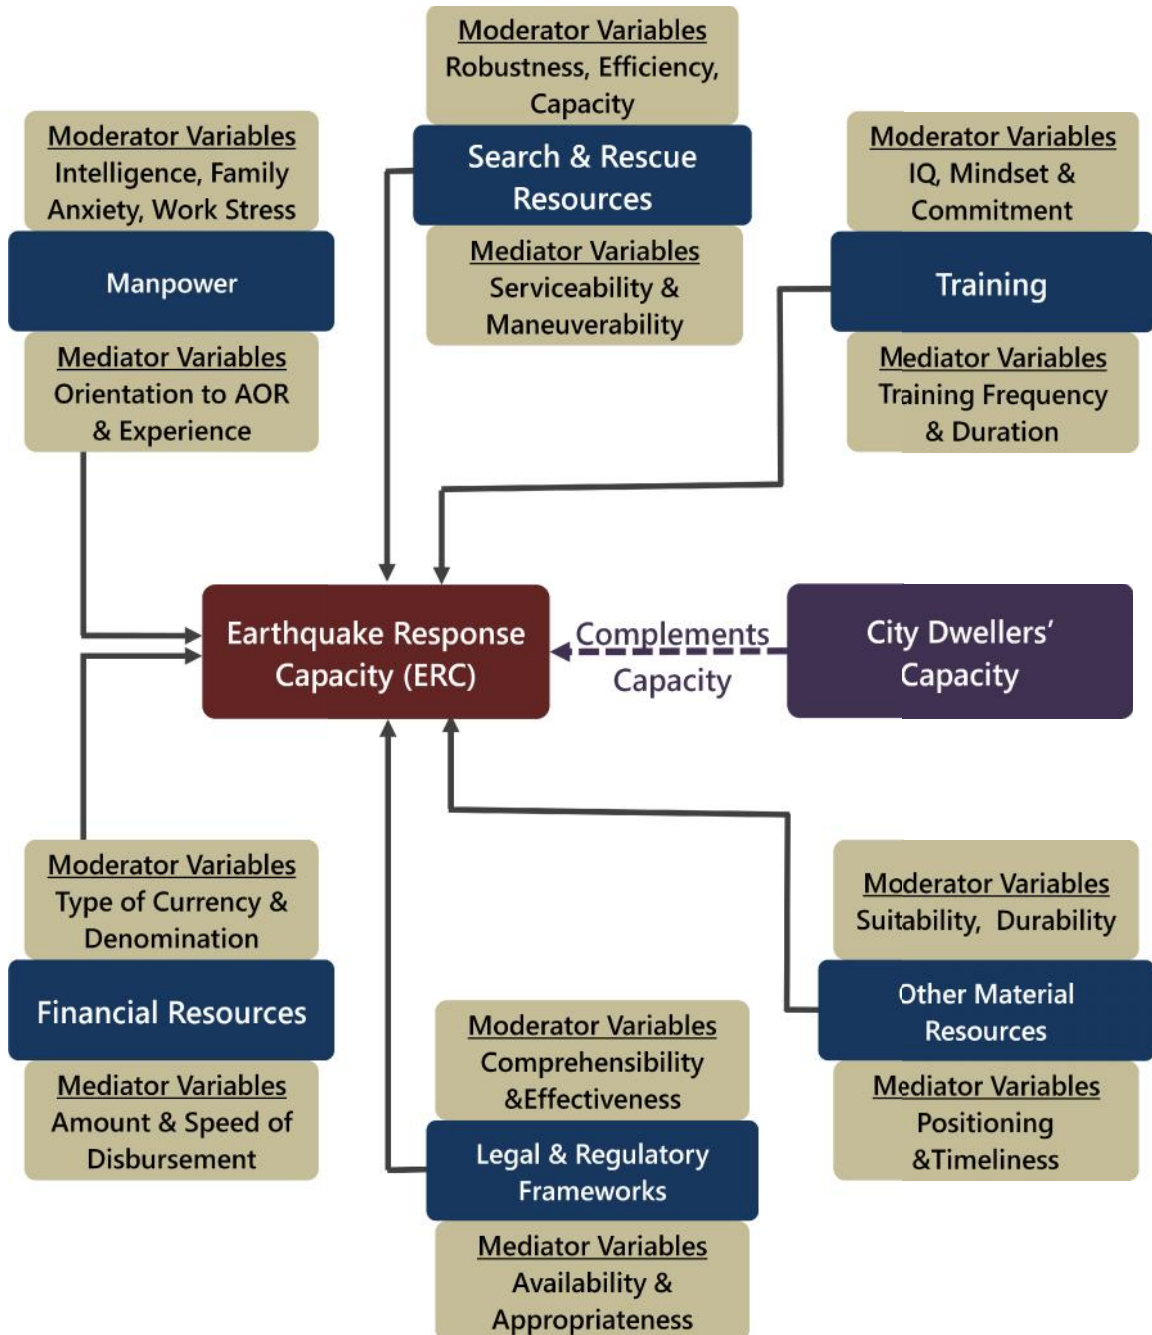 Moderator Variables
Robustness, Efficiency,
Capacity
Search & Rescue
Resources
Mediator Variables
Serviceability &
Maneuverability
Moderator Variables
Intelligence, Family
Anxiety, Work Stress
Manpower
Mediator Variables
Orientation to AOR
& Experience
Moderator Variables
IQ, Mindset &
Commitment
Training
Mediator Variables
Training Frequency
& Duration
Earthquake Response
Capacity (ERC)
Complements
Capacity
City Dwellers’
Capacity
Moderator Variables
Type of Currency &
Denomination
Financial Resources
Mediator Variables
Amount & Speed of
Disbursement
Moderator Variables
Comprehensibility
&Effectiveness
Legal & Regulatory
Frameworks
Mediator Variables
Availability &
Appropriateness
Moderator Variables
Suitability, Durability
Other Material
Resources
Mediator Variables
Positioning
&Timeliness